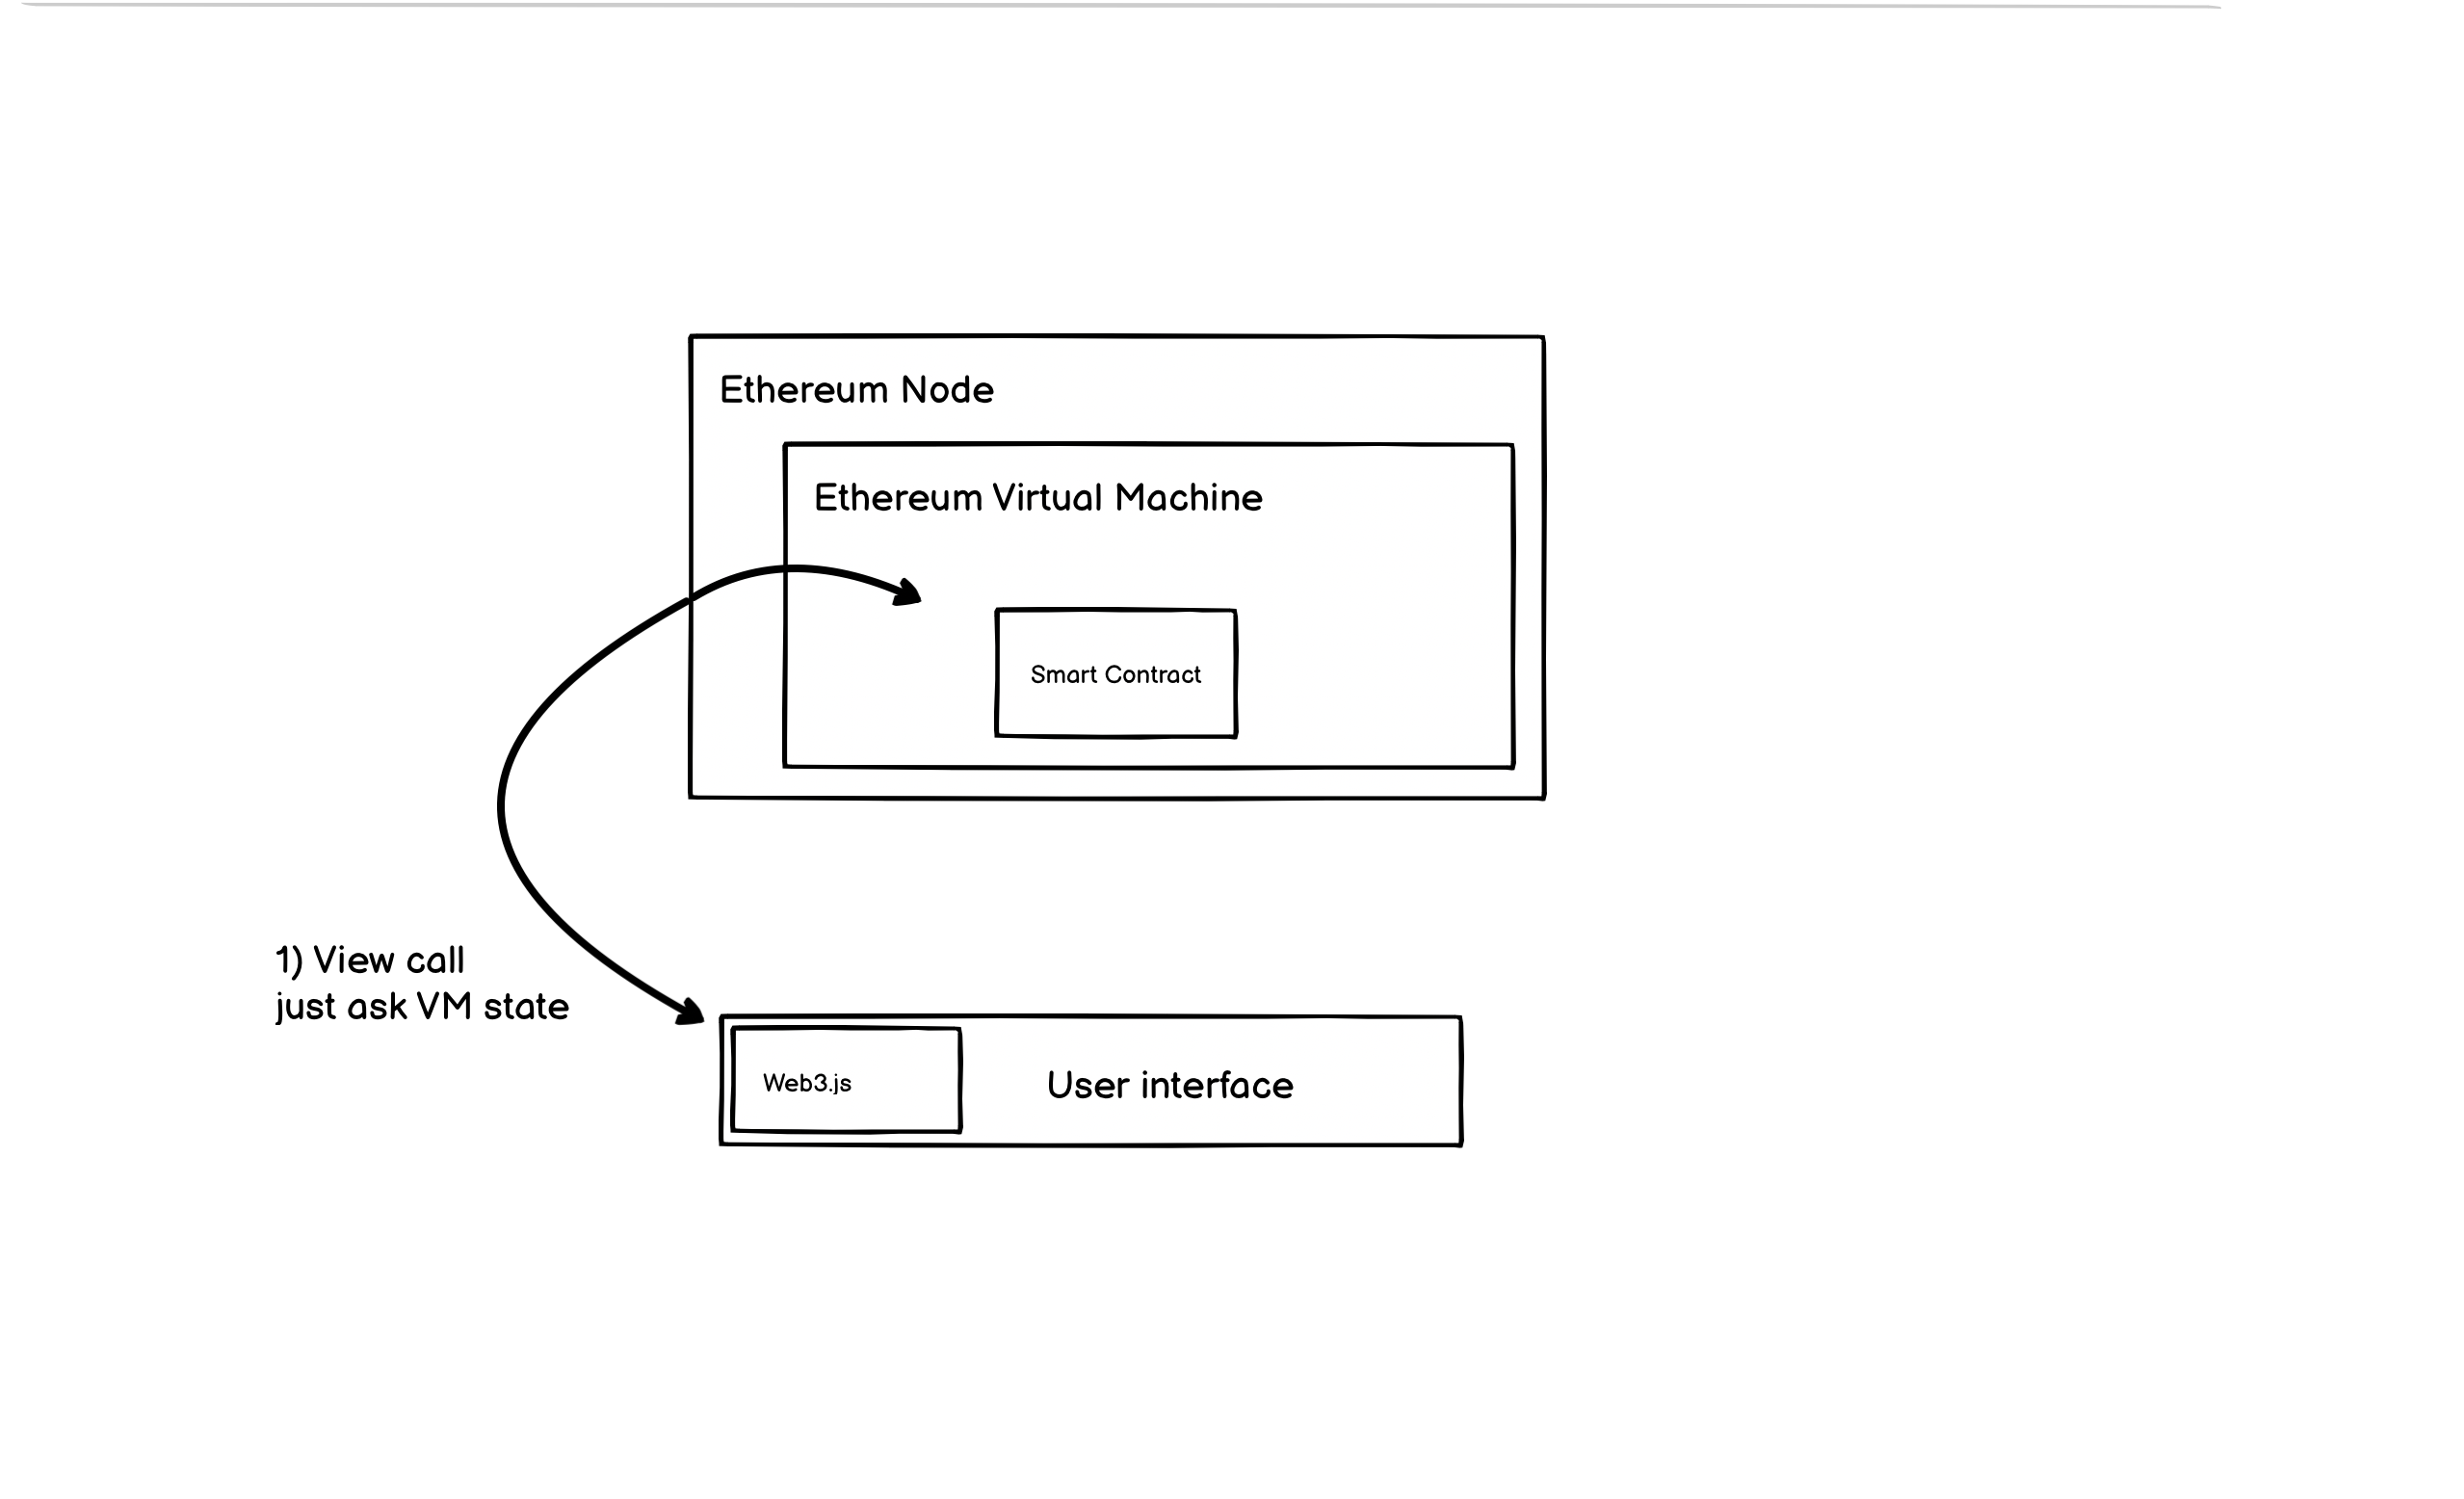 Ethereum Node
Ethereum Virtual Machine
Smart Contract
1) View call
just ask VM state
Web3.js
User interface